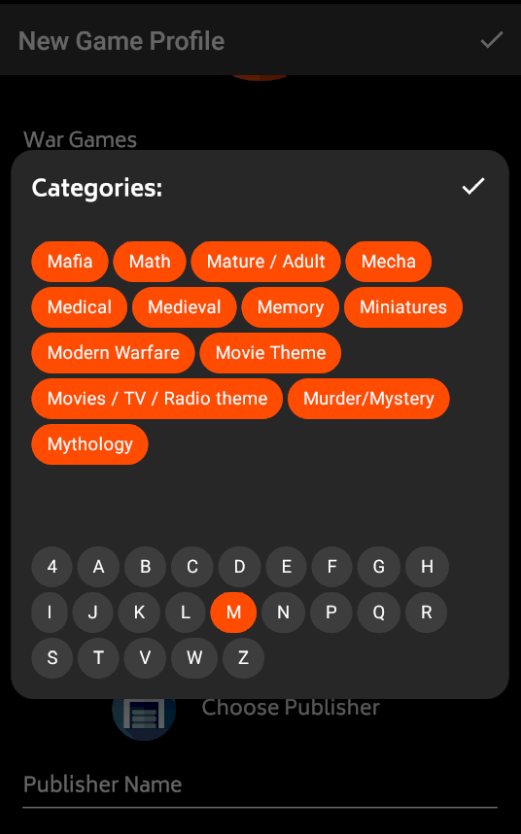 New Game Profile
War Games
Categories:
Mafia Math Mature / Adult Mecha
Medical Medieval Memory Miniatures
Modern Warfare Movie Theme
Movies / TV / Radio theme Murder/Mystery
Mythology
4 A B C D E F G H
I J K L M N P Q R
S T V W Z
Choose Publisher
Publisher Name